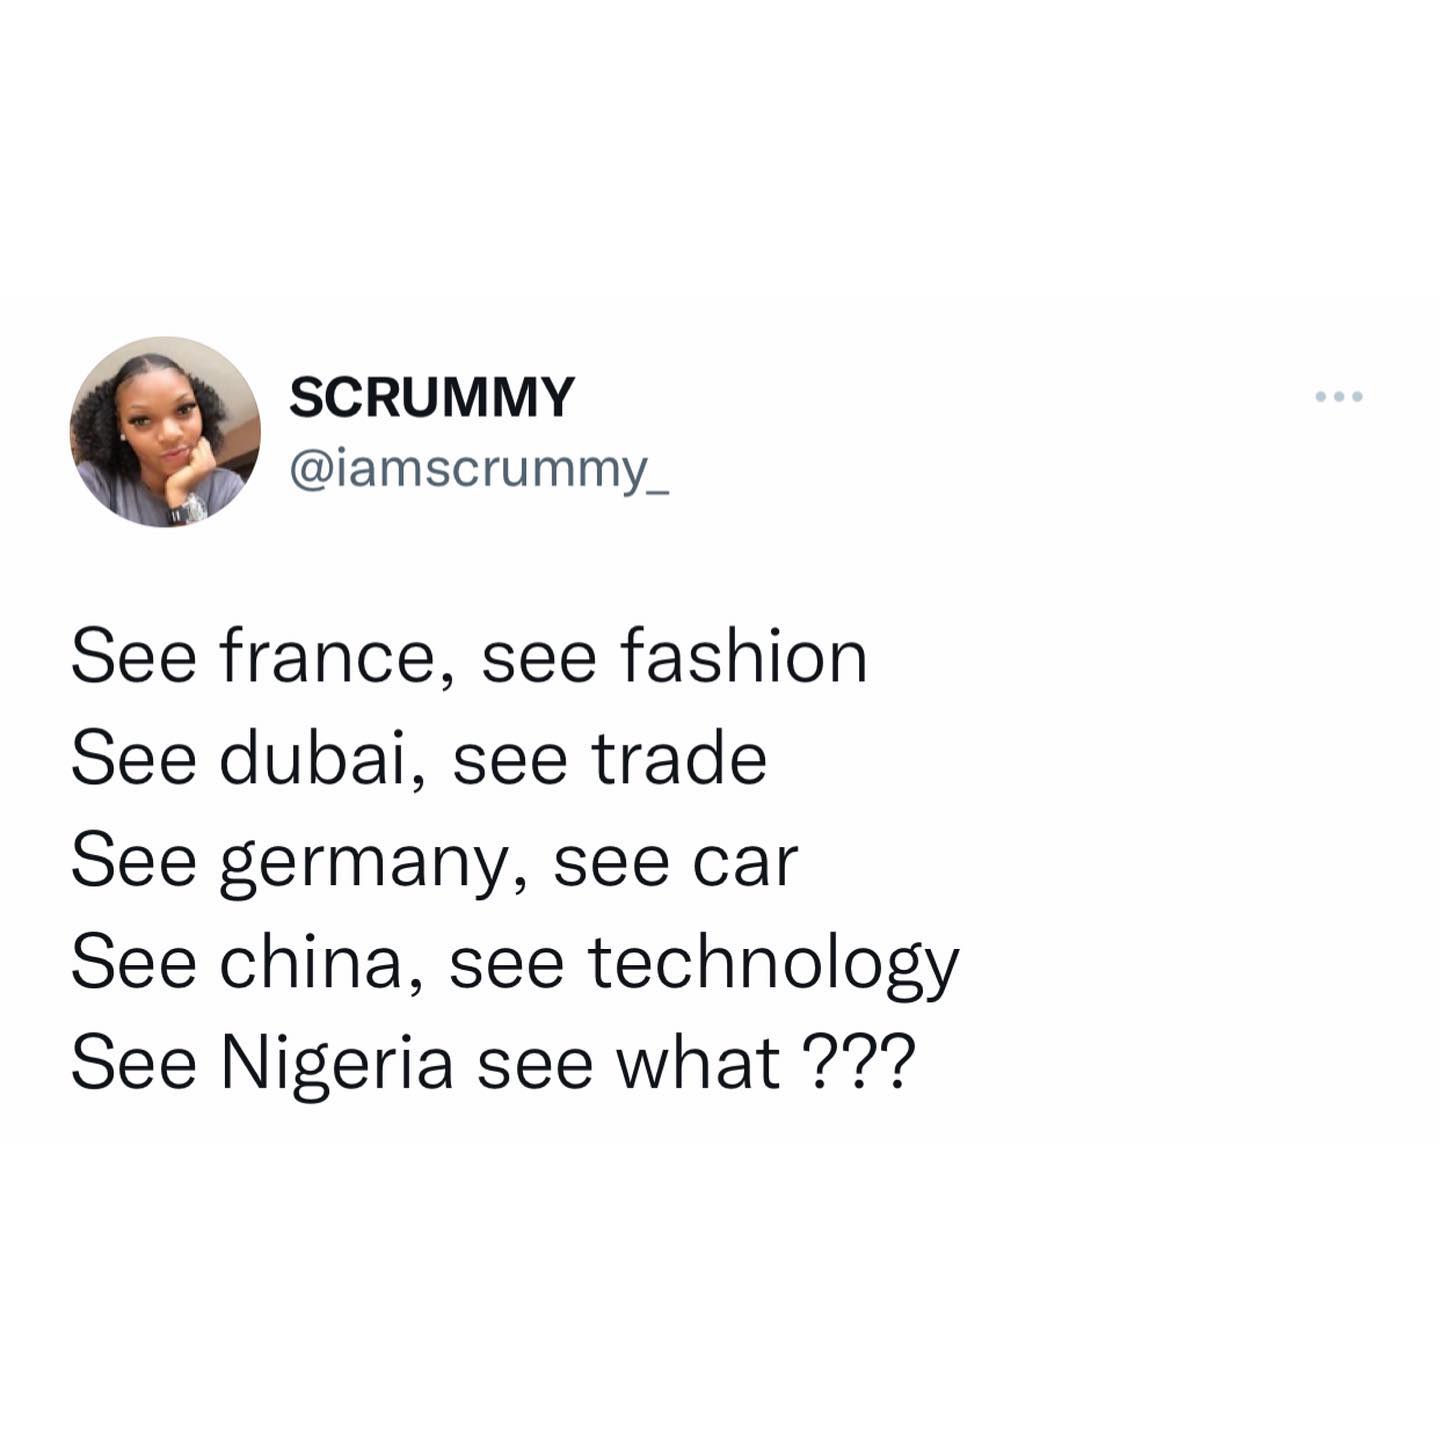 SCRUMMY
@iamscrummy_
See france, see fashion
See dubai, see trade
See germany, see car
See china, see technology
See Nigeria see what ???